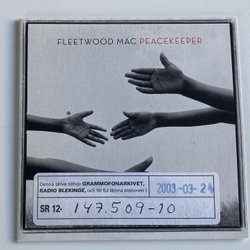 FLEETWOOD MAC PEACEKEEPER
Denna skiva tillhör GRAMMOFONARKIVET,
RADIO BLEKINGE, och får EJ lämna stationen !
2003 -03- 24
SR 12- 147.509-10